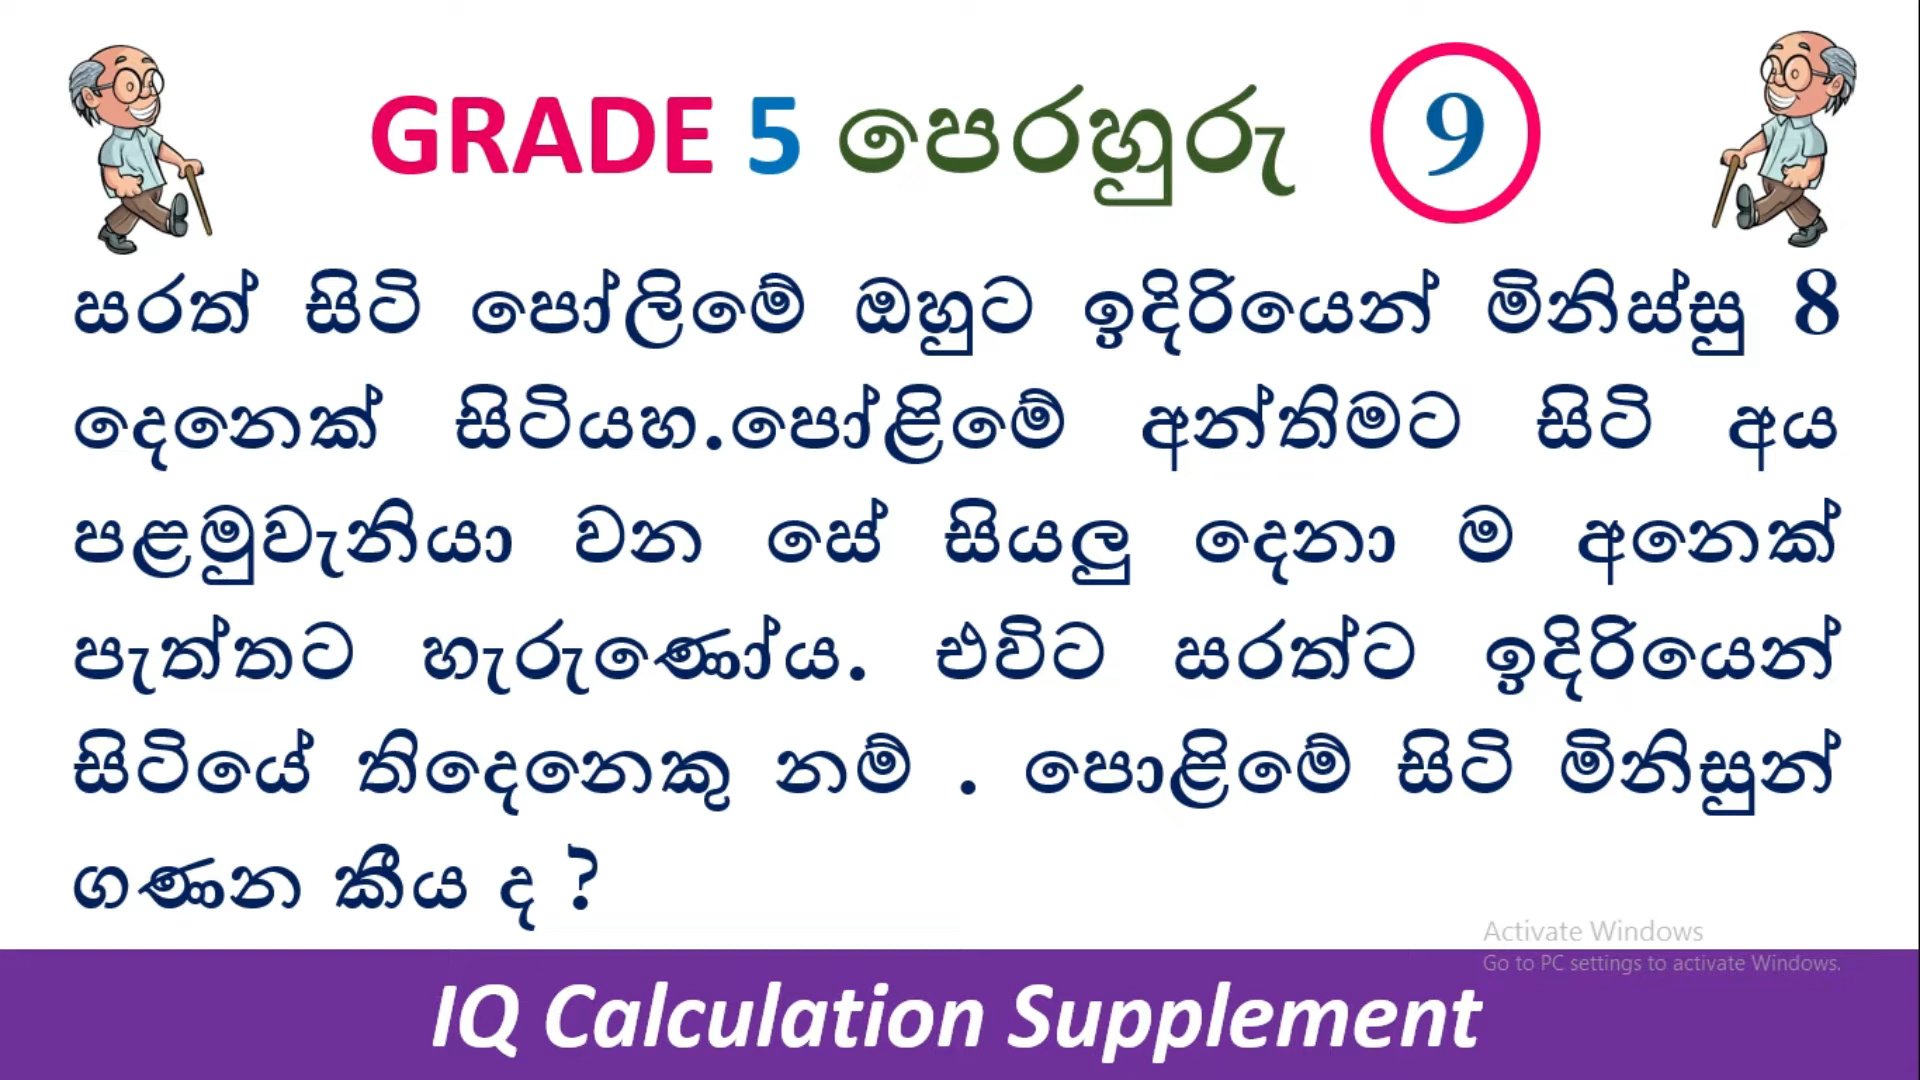 GRADE 5 පෙරහුරු 9
සරත් සිටි පෝලිමේ ඔහුට ඉදිරියෙන් මිනිස්සු 8
දෙනෙක් සිටියහ.පෝළිමේ අන්තිමට සිටි අය
පළමුවැනියා වන සේ සියලු දෙනා ම අනෙක්
පැත්තට හැරුණෝය. එවිට සරත්ට ඉදිරියෙන්
සිටියේ තිදෙනෙකු නම් . පොළිමේ සිටි මිනිසුන්
ගණන කීය ද ?
Activate Windows
Go to PC settings to activate Windows.
IQ Calculation Supplement